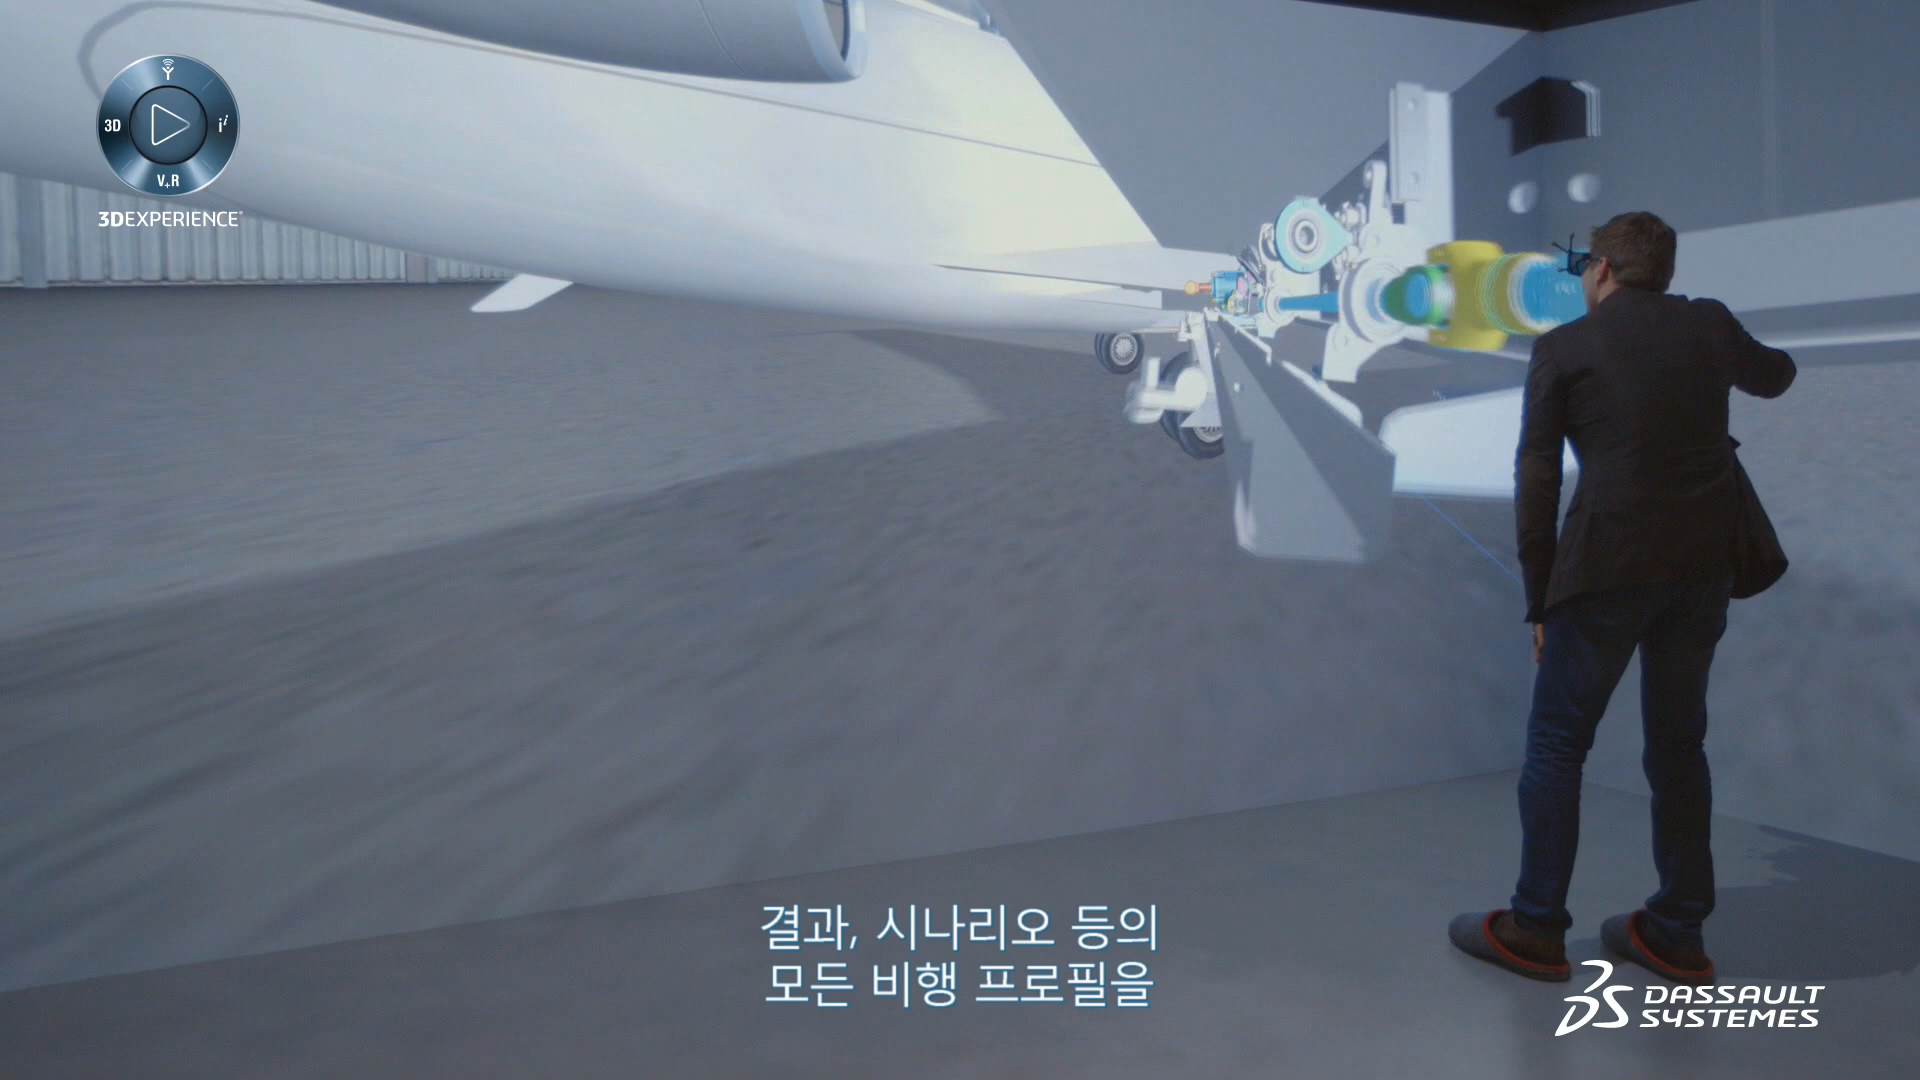 3D
i
V+R
3DEXPERIENCE
결과, 시나리오 등의
모든 비행 프로필을
DASSAULT
SYSTEMES